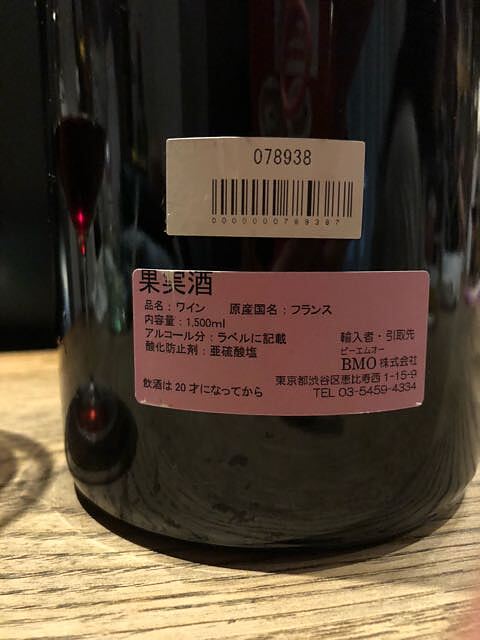 078938
0000000789387
果実酒
品名：ワイン　原産国名：フランス
内容量：1,500ml
アルコール分：ラベルに記載
酸化防止剤：亜硫酸塩
飲酒は20才になってから
輸入者・引取先
ビーエムオー
BMO 株式会社
東京都渋谷区恵比寿西 1-15-9
TEL 03-5459-4334